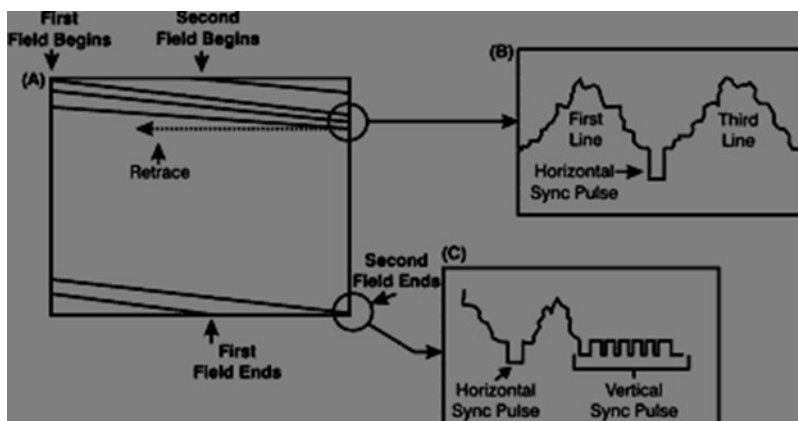 First
Field Begins
Second
Field Begins
(A)
Retrace
(B)
First
Line
Third
Line
Horizontal
Sync Pulse
Second
Field Ends
First
Field Ends
(C)
Horizontal
Sync Pulse
Vertical
Sync Pulse